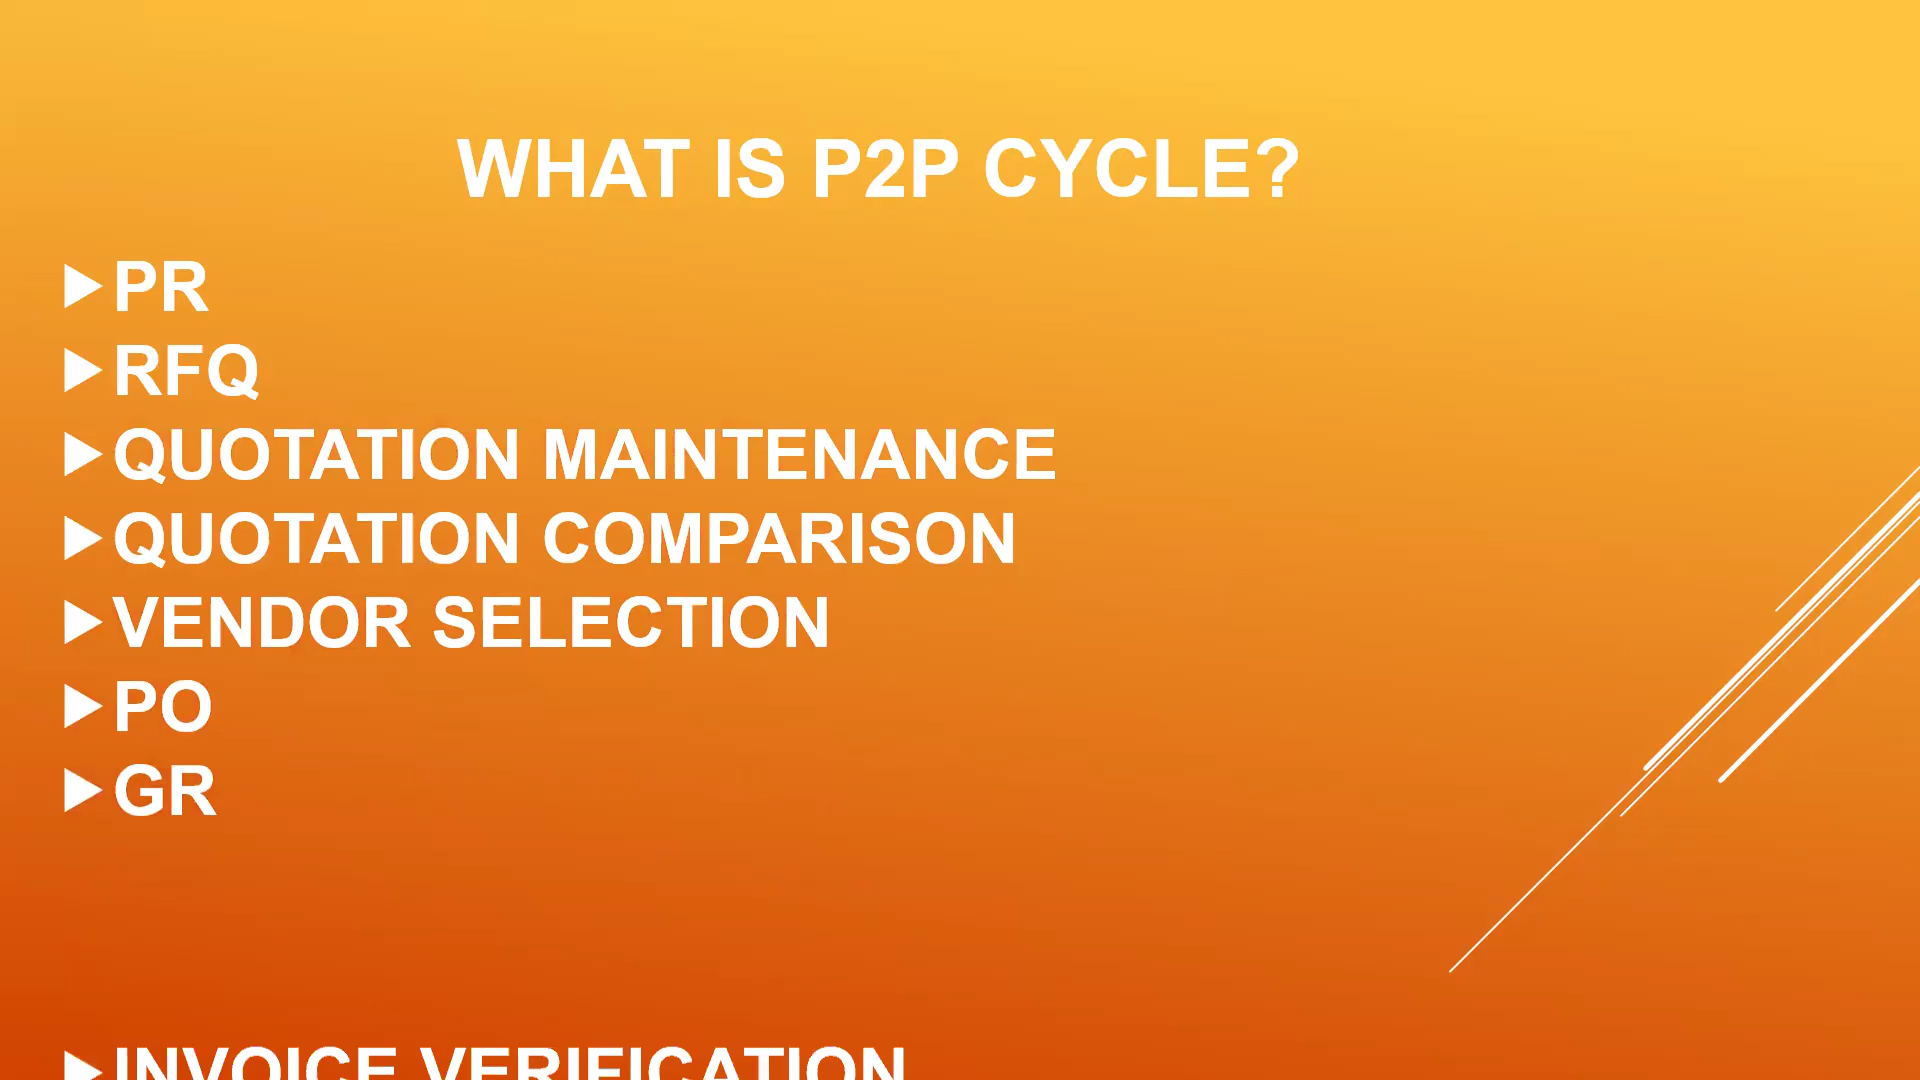 WHAT IS P2P CYCLE?
PR
RFQ
QUOTATION MAINTENANCE
QUOTATION COMPARISON
VENDOR SELECTION
PO
GR
INVOICE VERIFICATION